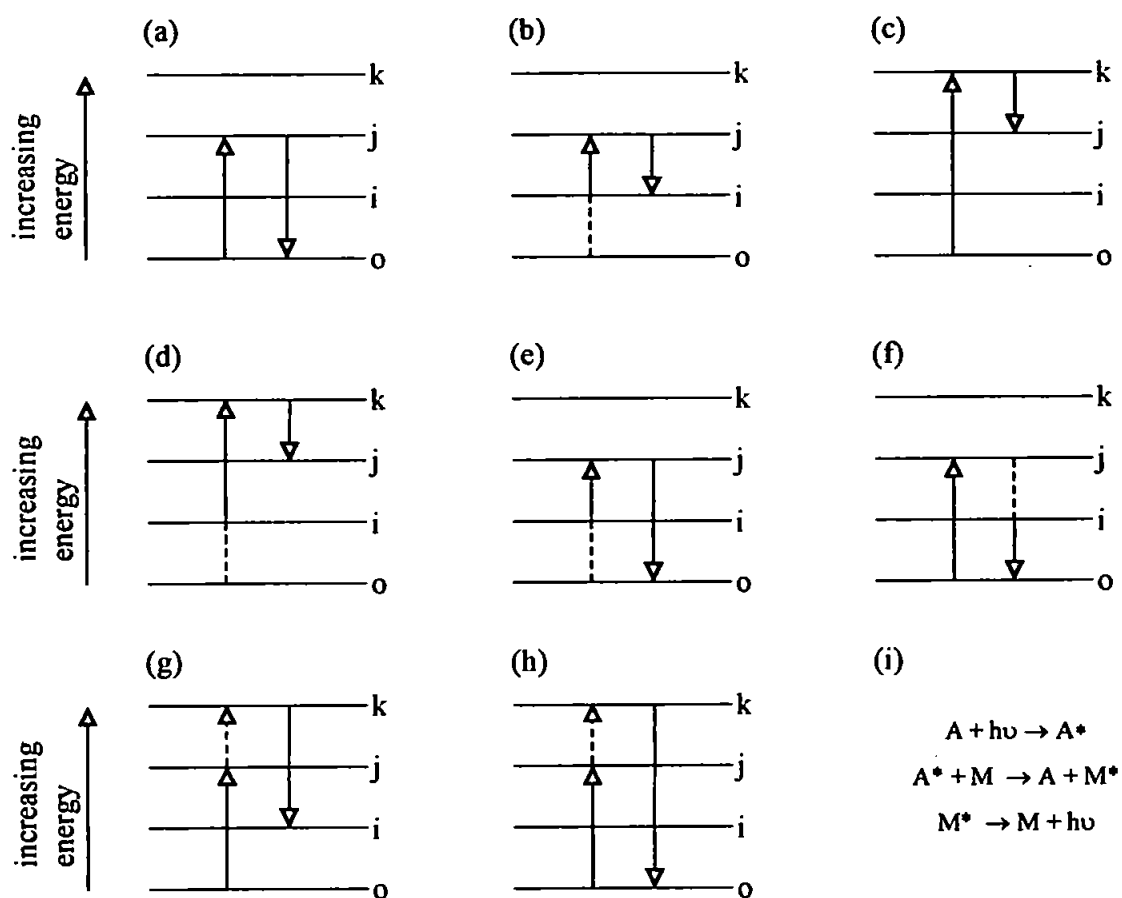 (a)
(b)
(c)
increasing
energy
k
j
i
o
k
j
i
o
k
j
i
o
(d)
(e)
(f)
increasing
energy
k
j
i
o
k
j
i
o
k
j
i
o
(g)
(h)
(i)
increasing
energy
k
j
i
o
k
j
i
o
A + hυ → A*
A* + M → A + M*
M* → M + hυ